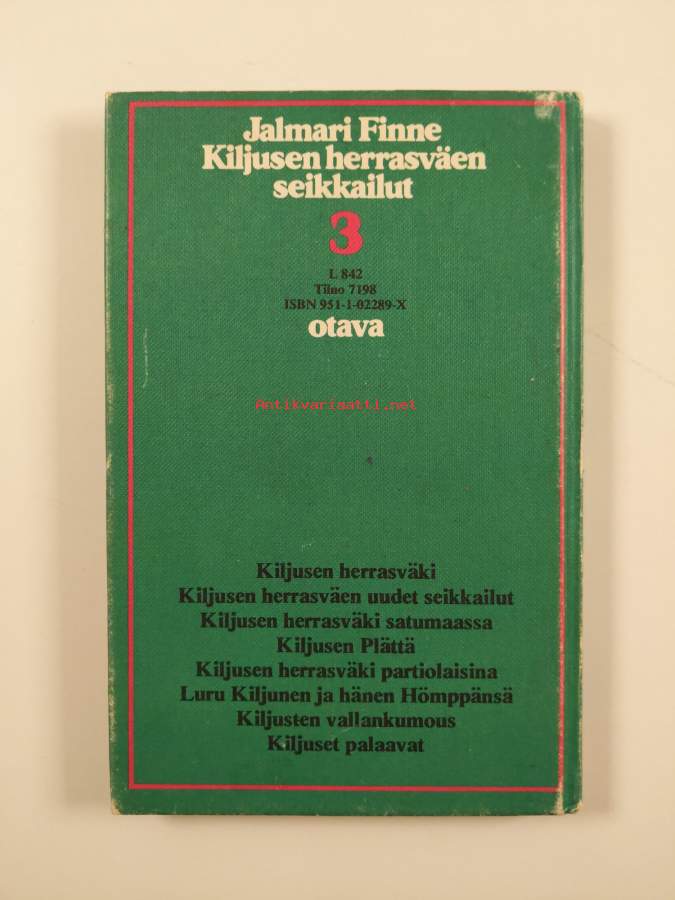 Jalmari Finne
Kiljusen herrasväen
seikkailut
3
L 842
Tilno 7198
ISBN 951-1-02289-X
otava
Antikvariaatti.net
Kiljusen herrasväki
Kiljusen herrasväen uudet seikkailut
Kiljusen herrasväki satumaassa
Kiljusen Plättä
Kiljusen herrasväki partiolaisina
Luru Kiljunen ja hänen Hömppänsä
Kiljusten vallankumous
Kiljuset palaavat